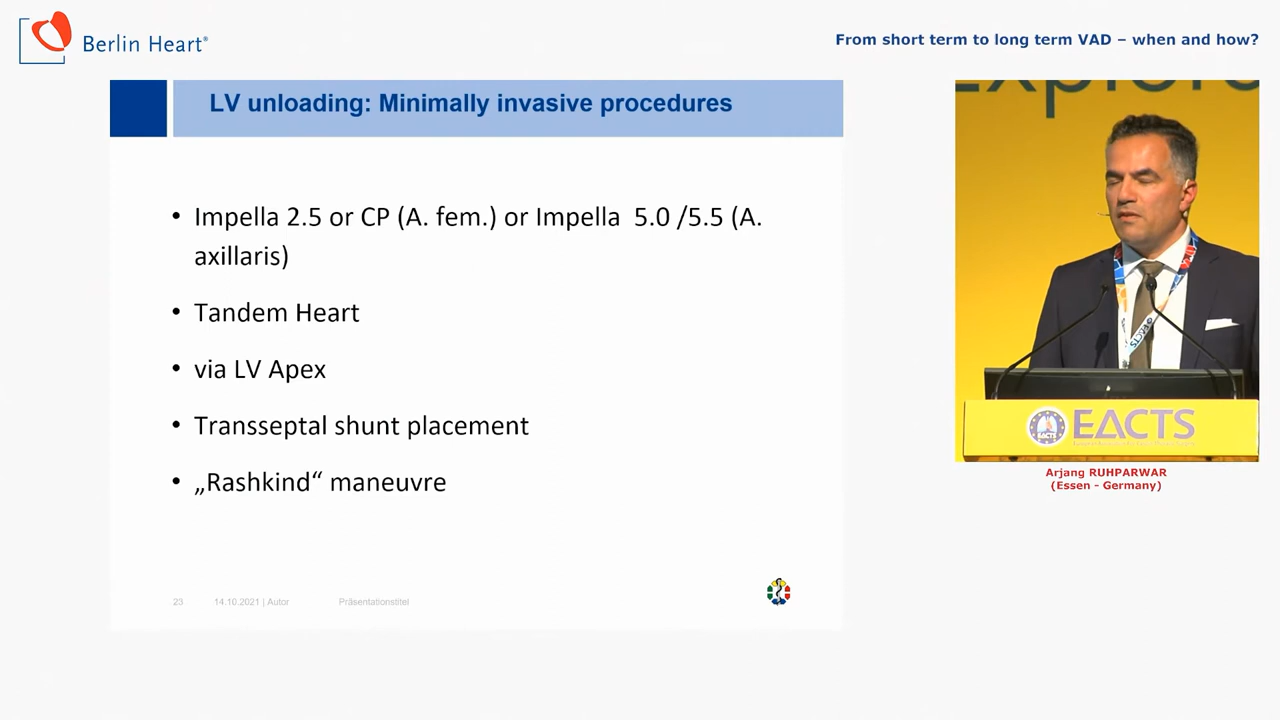 Berlin Heart®
From short term to long term VAD – when and how?
LV unloading: Minimally invasive procedures
• Impella 2.5 or CP (A. fem.) or Impella 5.0 /5.5 (A.
axillaris)
• Tandem Heart
• via LV Apex
• Transseptal shunt placement
• „Rashkind“ maneuvre
23 14.10.2021 | Autor Präsentationstitel
EACTS
EACTS
Arjang RUHPARWAR
(Essen - Germany)